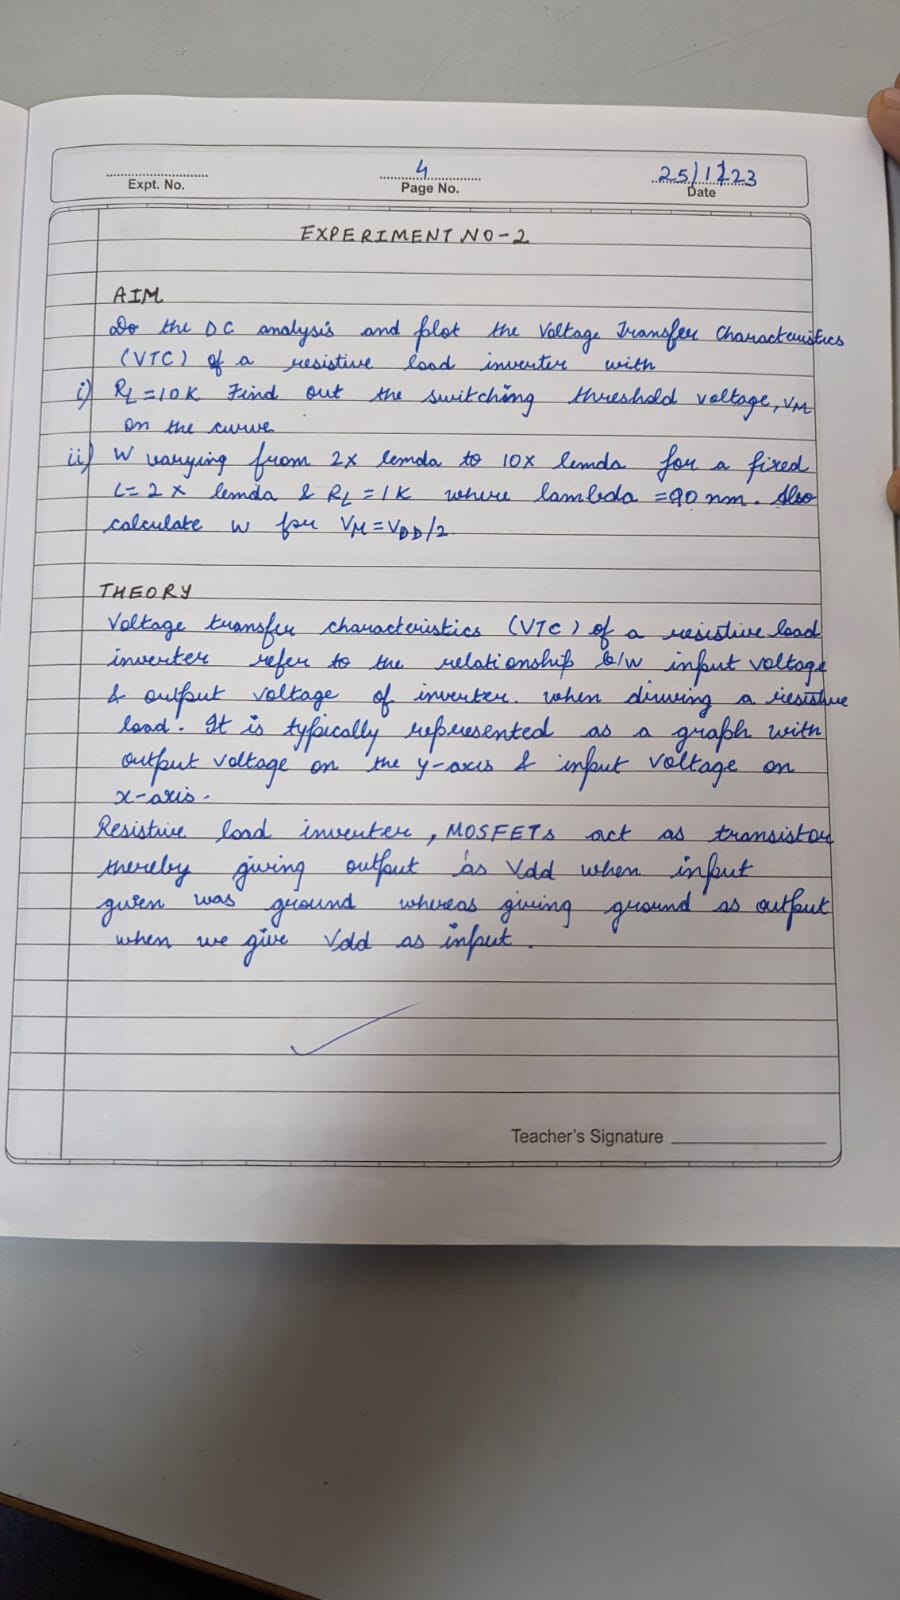 4
25/1/23
Expt. No.
Page No.
Date
EXPERIMENT NO-2
AIM
Do the DC analysis and plot the Voltage Transfer Characteristics
(VTC) of a resistive load inverter with
i) RL=10K Find out the switching threshold voltage, VM
on the curve
ii) W varying from 2x lemda to 10x lemda for a fixed
L=2x lemda & RL=1K where lambda =90 nm. Also
calculate W for VM=VDD/2
THEORY
Voltage transfer characteristics (VTC) of a resistive load
inverter refer to the relationship b/w input voltage
& output voltage of inverter. when driving a resistive
load. It is typically represented as a graph with
output voltage on the y-axis & input voltage on
x-axis.
Resistive load inverter, MOSFETs act as transistor
thereby giving output as Vdd when input
given was ground whereas giving ground as output
when we give Vdd as input.
Teacher's Signature